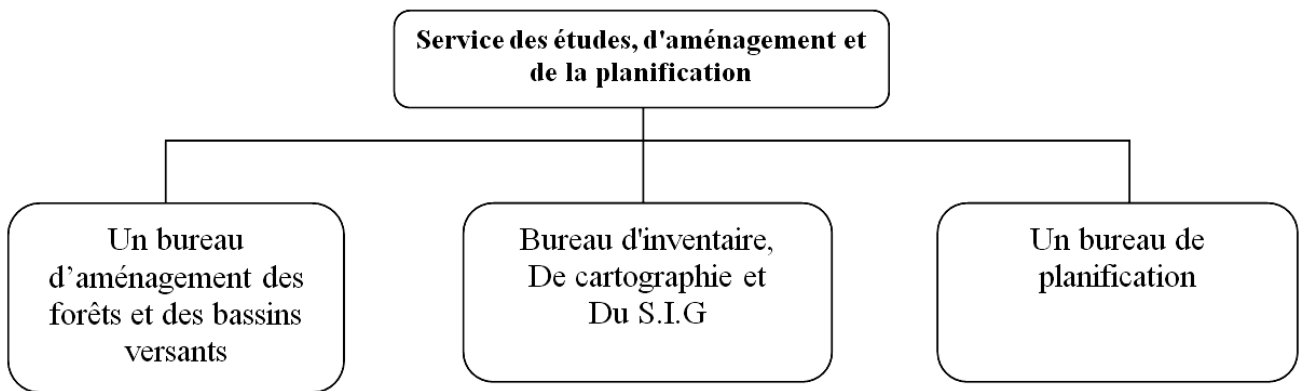 Service des études, d'aménagement et
de la planification
Un bureau
d’aménagement des
forêts et des bassins
versants
Bureau d'inventaire,
De cartographie et
Du S.I.G
Un bureau de
planification